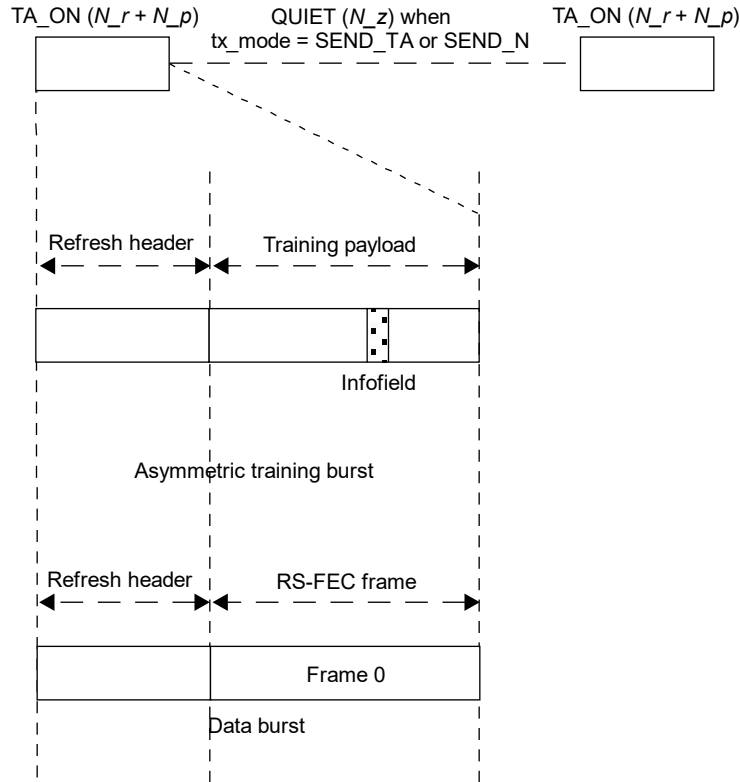 TA_ON (N_r + N_p)
QUIET (N_z) when
tx_mode = SEND_TA or SEND_N
TA_ON (N_r + N_p)
Refresh header
Training payload
Infofield
Asymmetric training burst
Refresh header
RS-FEC frame
Frame 0
Data burst